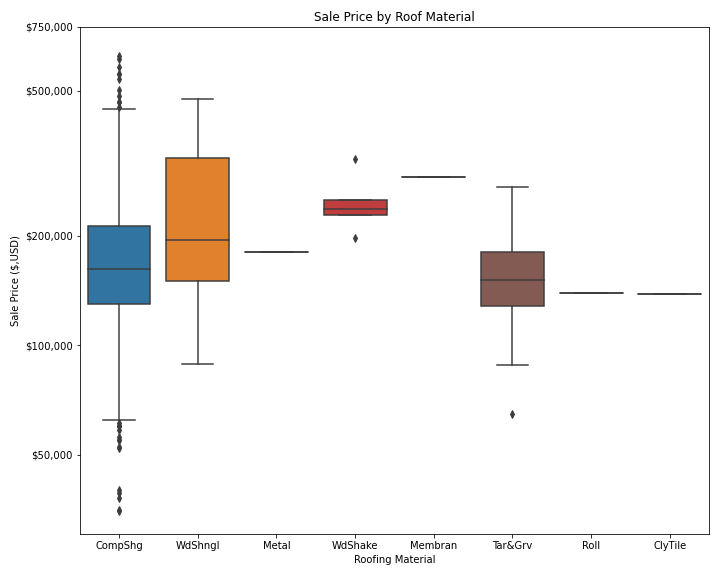 Sale Price by Roof Material
$750,000
$500,000
$200,000
$100,000
$50,000
Sale Price ($,USD)
CompShg WdShngl Metal WdShake Membran Tar&Grv Roll ClyTile
Roofing Material